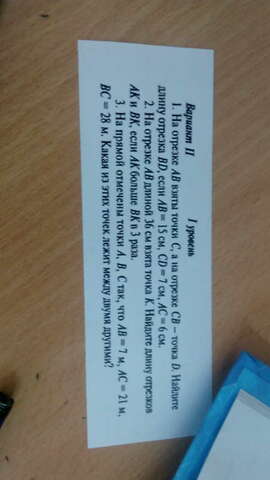 Вариант II
I уровень
1. На отрезке AB взяты точки C, а на отрезке CB – точка D. Найдите
длину отрезка BD, если AB = 15 см, CD = 7 см, AC = 6 см.
2. На отрезке AB длиной 36 см взята точка K. Найдите длину отрезков
AK и BK, если AK больше BK в 3 раза.
3. На прямой отмечены точки A, B, C так, что AB = 7 м, AC = 21 м,
BC = 28 м. Какая из этих точек лежит между двумя другими?